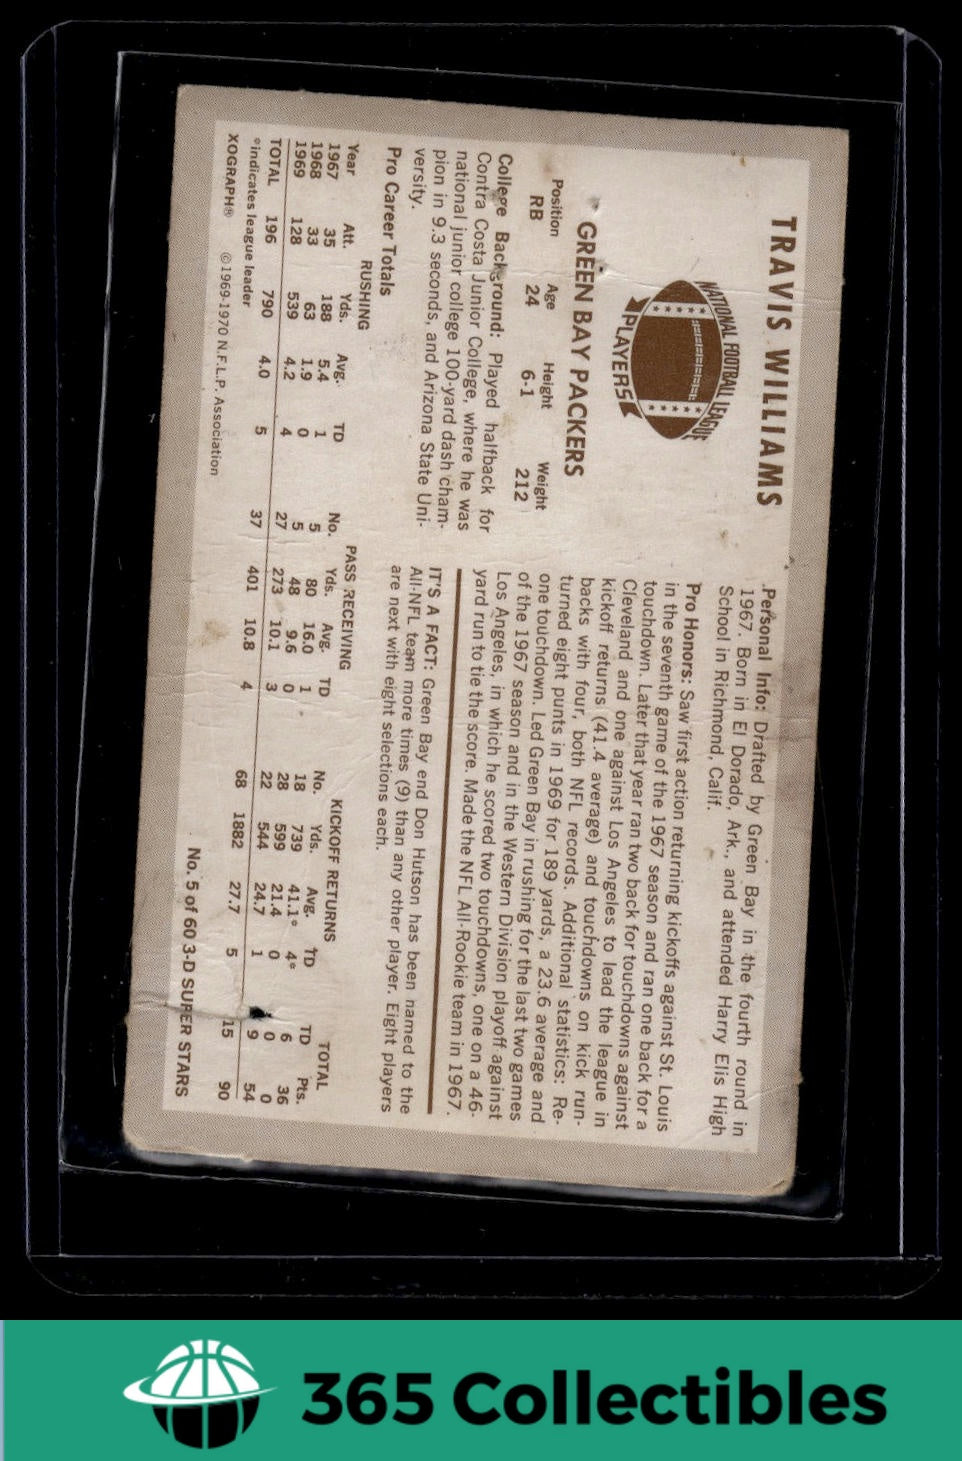 TRAVIS WILLIAMS
NATIONAL FOOTBALL LEAGUE
PLAYERS
GREEN BAY PACKERS
Position Age Height Weight
RB 24 6-1 212
College Background: Played halfback for
Contra Costa Junior College, where he was
national junior college 100-yard dash cham-
pion in 9.3 seconds, and Arizona State Uni-
versity.
Personal Info: Drafted by Green Bay in the fourth round in
1967. Born in El Dorado, Ark., and attended Harry Elis High
School in Richmond, Calif.
Pro Honors: Saw first action returning kickoffs against St. Louis
in the seventh game of the 1967 season and ran one back for a
touchdown. Later that year ran two back for touchdowns against
Cleveland and one against Los Angeles to lead the league in
kickoff returns (41.4 average) and touchdowns on kick run-
backs with four, both NFL records. Additional statistics: Re-
turned eight punts in 1969 for 189 yards, a 23.6 average and
one touchdown. Led Green Bay in rushing for the last two games
of the 1967 season and in the Western Division playoff against
Los Angeles, in which he scored two touchdowns, one on a 46-
yard run to tie the score. Made the NFL All-Rookie team in 1967.
IT'S A FACT: Green Bay end Don Hutson has been named to the
All-NFL team more times (9) than any other player. Eight players
are next with eight selections each.
Pro Career Totals
RUSHING PASS RECEIVING KICKOFF RETURNS TOTAL
Year Att. Yds. Avg. TD No. Yds. Avg. TD No. Yds. Avg. TD TD Pts.
1967 35 188 5.4 1 5 80 16.0 1 18 739 41.1* 4* 6 36
1968 33 63 1.9 0 5 48 9.6 0 28 599 21.4 0 0 0
1969 128 539 4.2 4 27 273 10.1 3 22 544 24.7 1 9 54
TOTAL 196 790 4.0 5 37 401 10.8 4 68 1882 27.7 5 15 90
*indicates league leader
XOGRAPH® ©1969-1970 N.F.L.P. Association
No. 5 of 60 3-D SUPER STARS
365 Collectibles